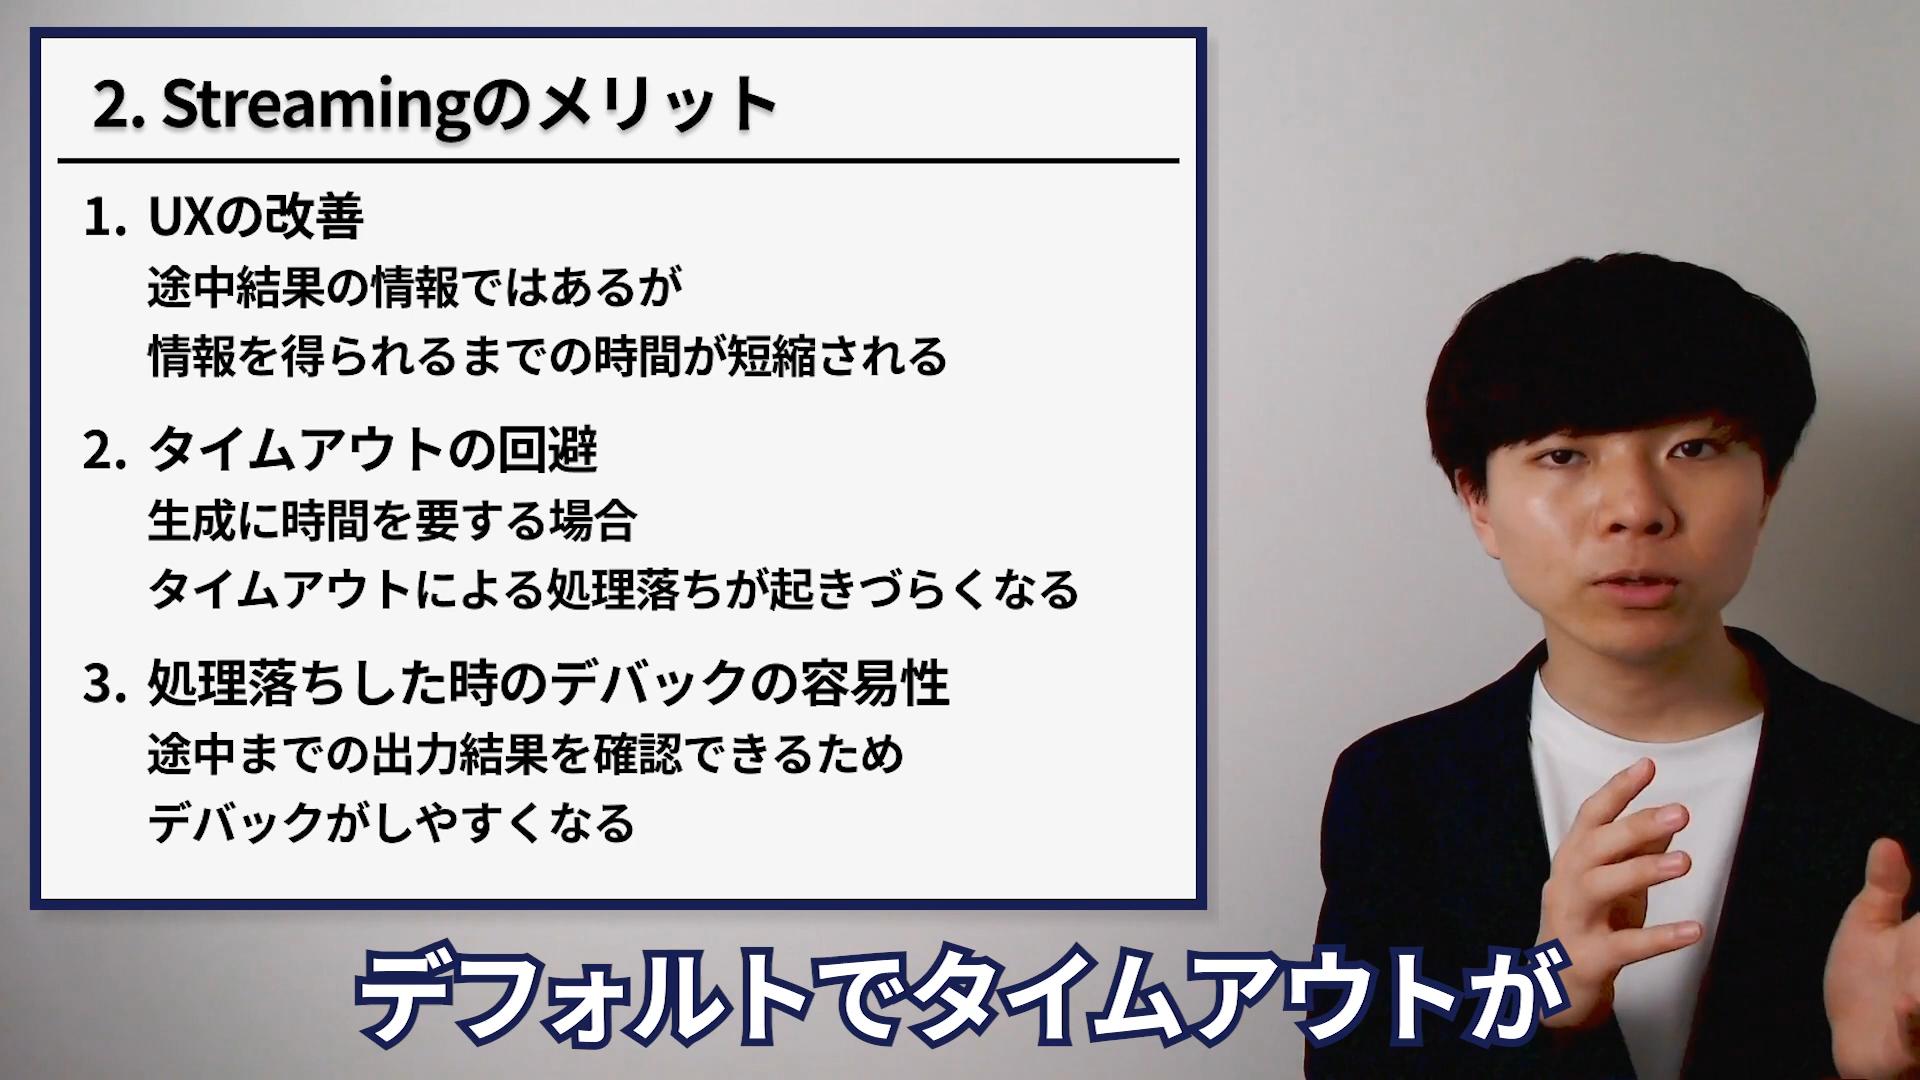 2. Streamingのメリット
1. UXの改善
途中結果の情報ではあるが
情報を得られるまでの時間が短縮される
2. タイムアウトの回避
生成に時間を要する場合
タイムアウトによる処理落ちが起きづらくなる
3. 処理落ちした時のデバックの容易性
途中までの出力結果を確認できるため
デバックがしやすくなる
デフォルトでタイムアウトが